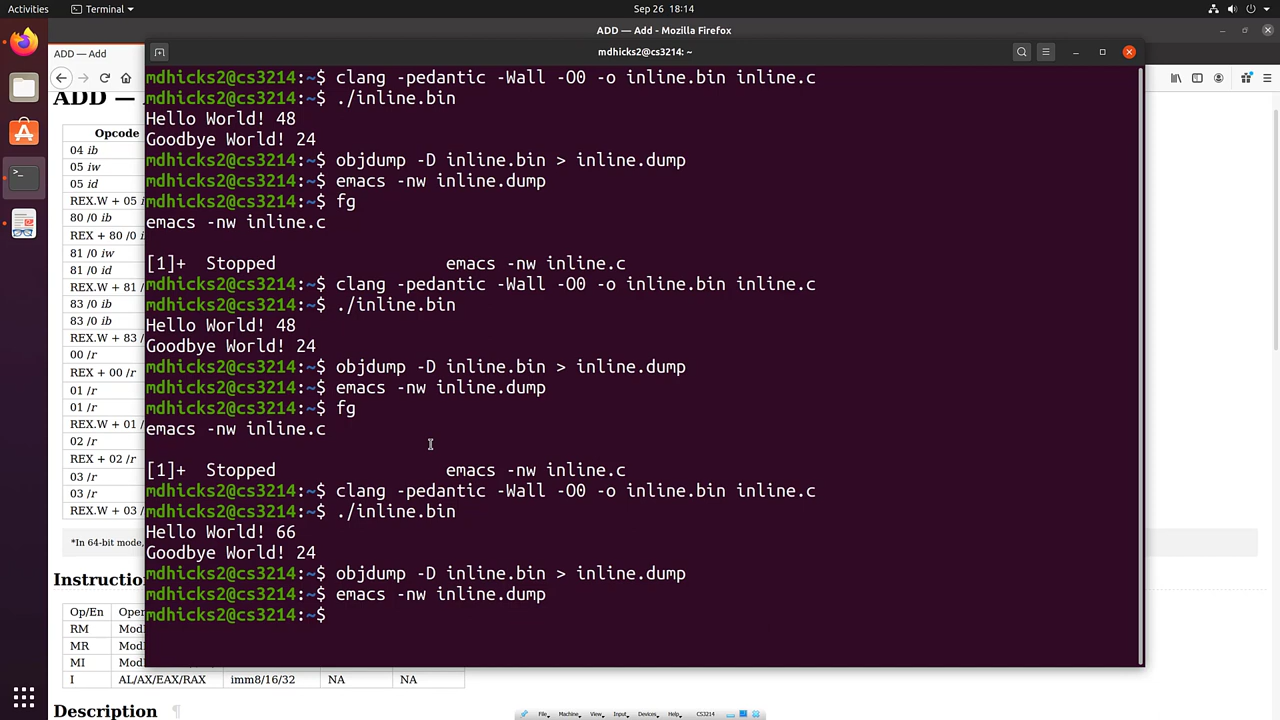 Activities
Terminal
Sep 26 18:14
ADD — Add - Mozilla Firefox
ADD — Add
mdhicks2@cs3214: ~
ADD —
Opcode
04 ib
05 iw
05 id
REX.W + 05 i
80 /0 ib
REX + 80 /0 i
81 /0 iw
81 /0 id
REX.W + 81 /
83 /0 ib
83 /0 ib
REX.W + 83 /
00 /r
REX + 00 /r
01 /r
01 /r
REX.W + 01 /
02 /r
REX + 02 /r
03 /r
03 /r
REX.W + 03 /
*In 64-bit mode,
Instructio
Op/En Oper
RM Mod
MR Mod
MI Mod
I AL/AX/EAX/RAX imm8/16/32 NA NA
Description ¶
mdhicks2@cs3214:~$ clang -pedantic -Wall -O0 -o inline.bin inline.c
mdhicks2@cs3214:~$ ./inline.bin
Hello World! 48
Goodbye World! 24
mdhicks2@cs3214:~$ objdump -D inline.bin > inline.dump
mdhicks2@cs3214:~$ emacs -nw inline.dump
mdhicks2@cs3214:~$ fg
emacs -nw inline.c
[1]+  Stopped                 emacs -nw inline.c
mdhicks2@cs3214:~$ clang -pedantic -Wall -O0 -o inline.bin inline.c
mdhicks2@cs3214:~$ ./inline.bin
Hello World! 48
Goodbye World! 24
mdhicks2@cs3214:~$ objdump -D inline.bin > inline.dump
mdhicks2@cs3214:~$ emacs -nw inline.dump
mdhicks2@cs3214:~$ fg
emacs -nw inline.c
[1]+  Stopped                 emacs -nw inline.c
mdhicks2@cs3214:~$ clang -pedantic -Wall -O0 -o inline.bin inline.c
mdhicks2@cs3214:~$ ./inline.bin
Hello World! 66
Goodbye World! 24
mdhicks2@cs3214:~$ objdump -D inline.bin > inline.dump
mdhicks2@cs3214:~$ emacs -nw inline.dump
mdhicks2@cs3214:~$
File Machine View Input Devices Help CS3214